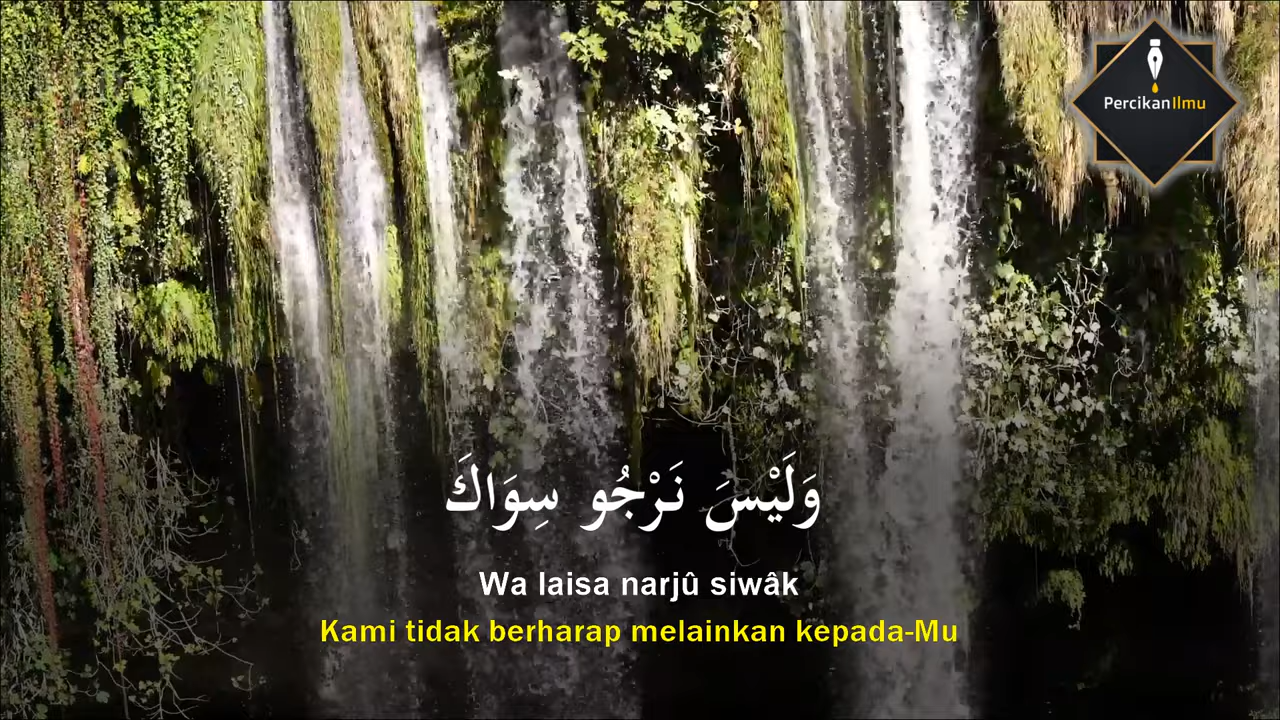 PercikanIlmu
وَلَيْسَ نَرْجُو سِوَاكَ
Wa laisa narjû siwâk
Kami tidak berharap melainkan kepada-Mu